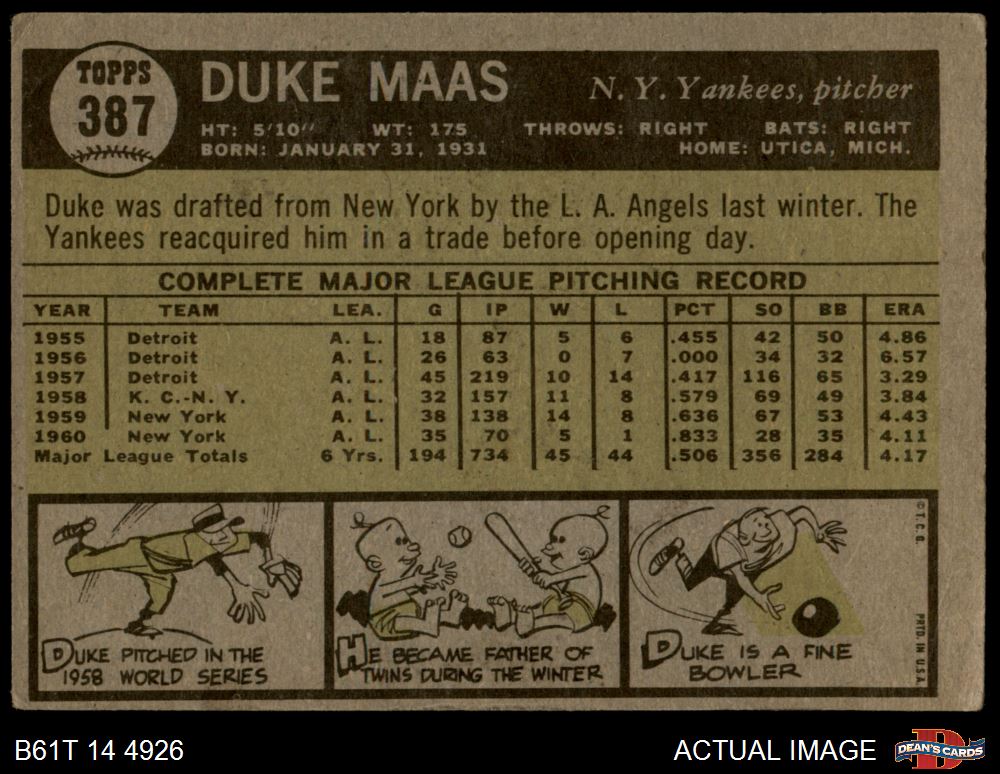 TOPPS
387
DUKE MAAS
N. Y. Yankees, pitcher
HT: 5'10" WT: 175 THROWS: RIGHT BATS: RIGHT
BORN: JANUARY 31, 1931 HOME: UTICA, MICH.
Duke was drafted from New York by the L. A. Angels last winter. The
Yankees reacquired him in a trade before opening day.
COMPLETE MAJOR LEAGUE PITCHING RECORD
YEAR TEAM LEA. G IP W L PCT SO BB ERA
1955 Detroit A. L. 18 87 5 6 .455 42 50 4.86
1956 Detroit A. L. 26 63 0 7 .000 34 32 6.57
1957 Detroit A. L. 45 219 10 14 .417 116 65 3.29
1958 K. C.-N. Y. A. L. 32 157 11 8 .579 69 49 3.84
1959 New York A. L. 38 138 14 8 .636 67 53 4.43
1960 New York A. L. 35 70 5 1 .833 28 35 4.11
Major League Totals 6 Yrs. 194 734 45 44 .506 356 284 4.17
DUKE PITCHED IN THE
1958 WORLD SERIES
HE BECAME FATHER OF
TWINS DURING THE WINTER
DUKE IS A FINE
BOWLER
© T. C. G.
PRTD. IN U.S.A.
B61T 14 4926
ACTUAL IMAGE
DEAN'S CARDS